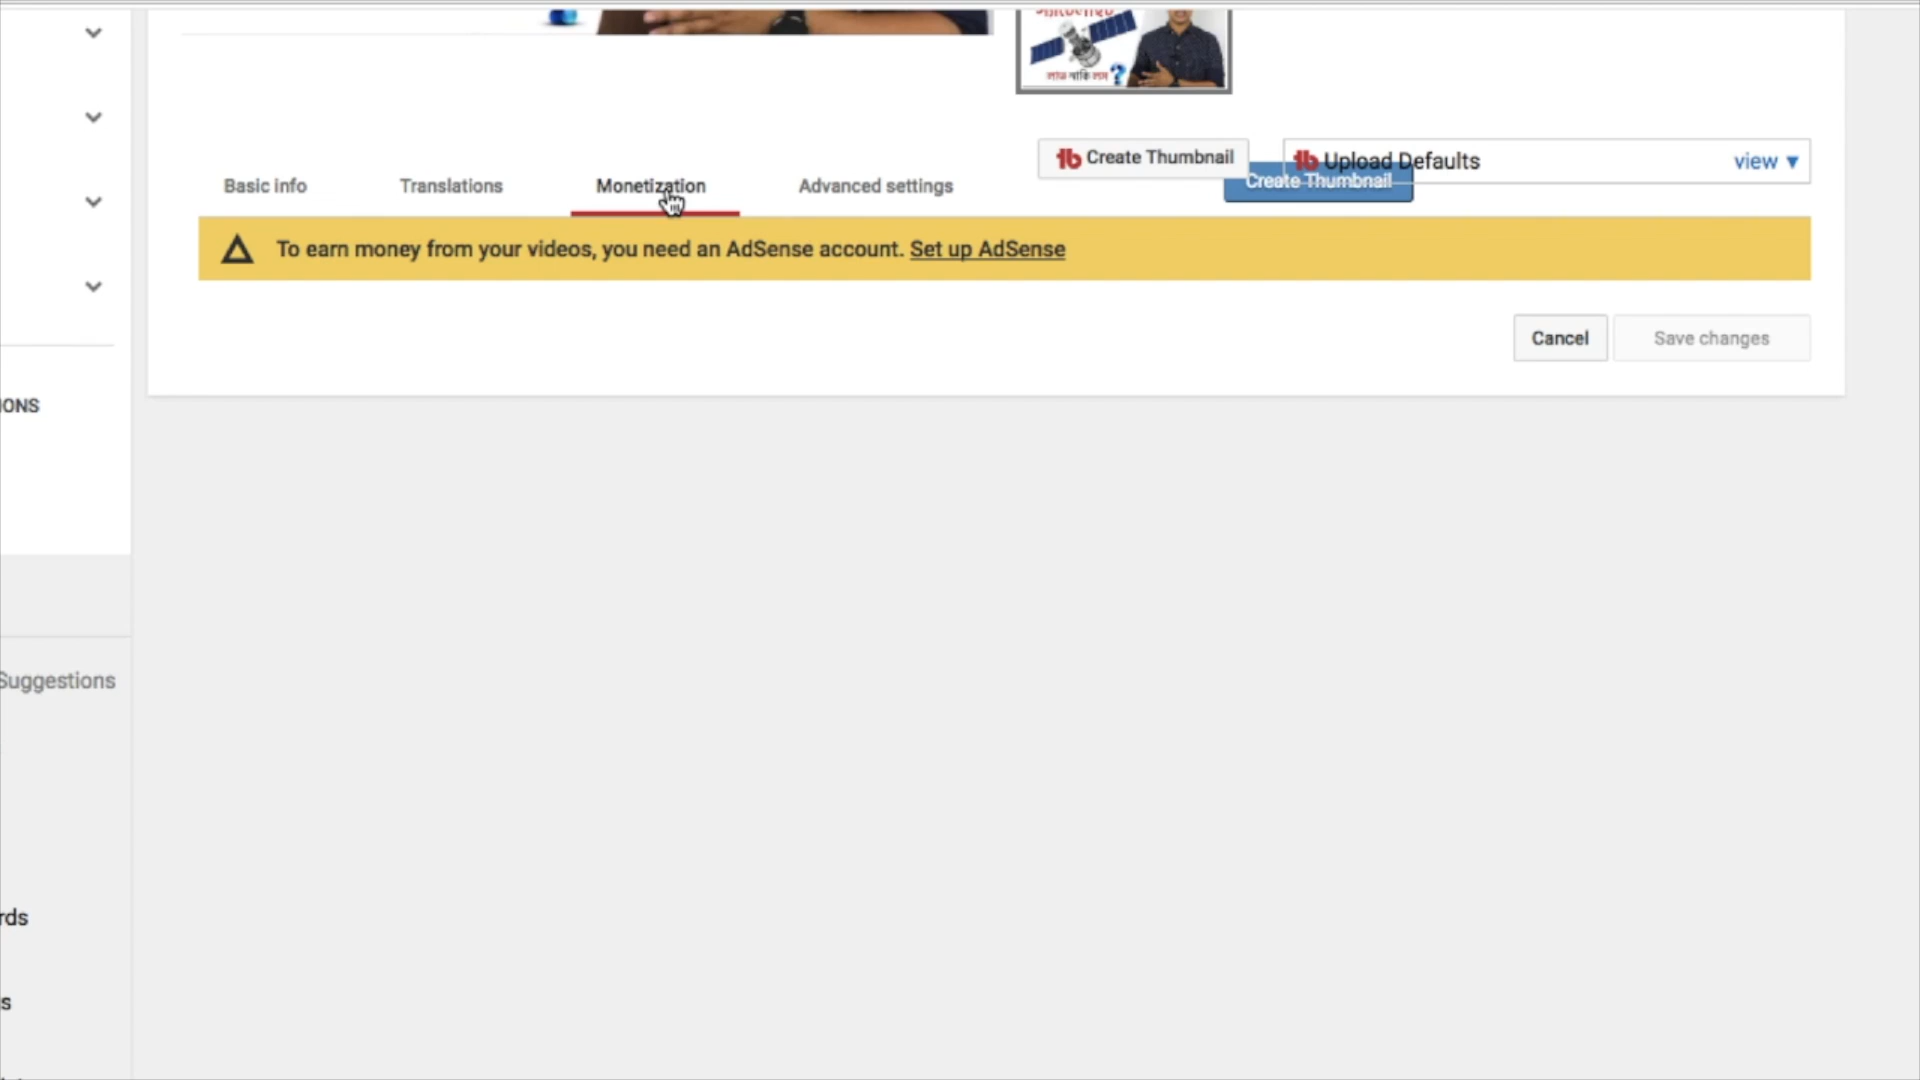 থাকি
?
Create Thumbnail
Upload Defaults
view ▼
Create Thumbnail
Basic info
Translations
Monetization
Advanced settings
To earn money from your videos, you need an AdSense account. Set up AdSense
Cancel
Save changes
IONS
Suggestions
rds
s